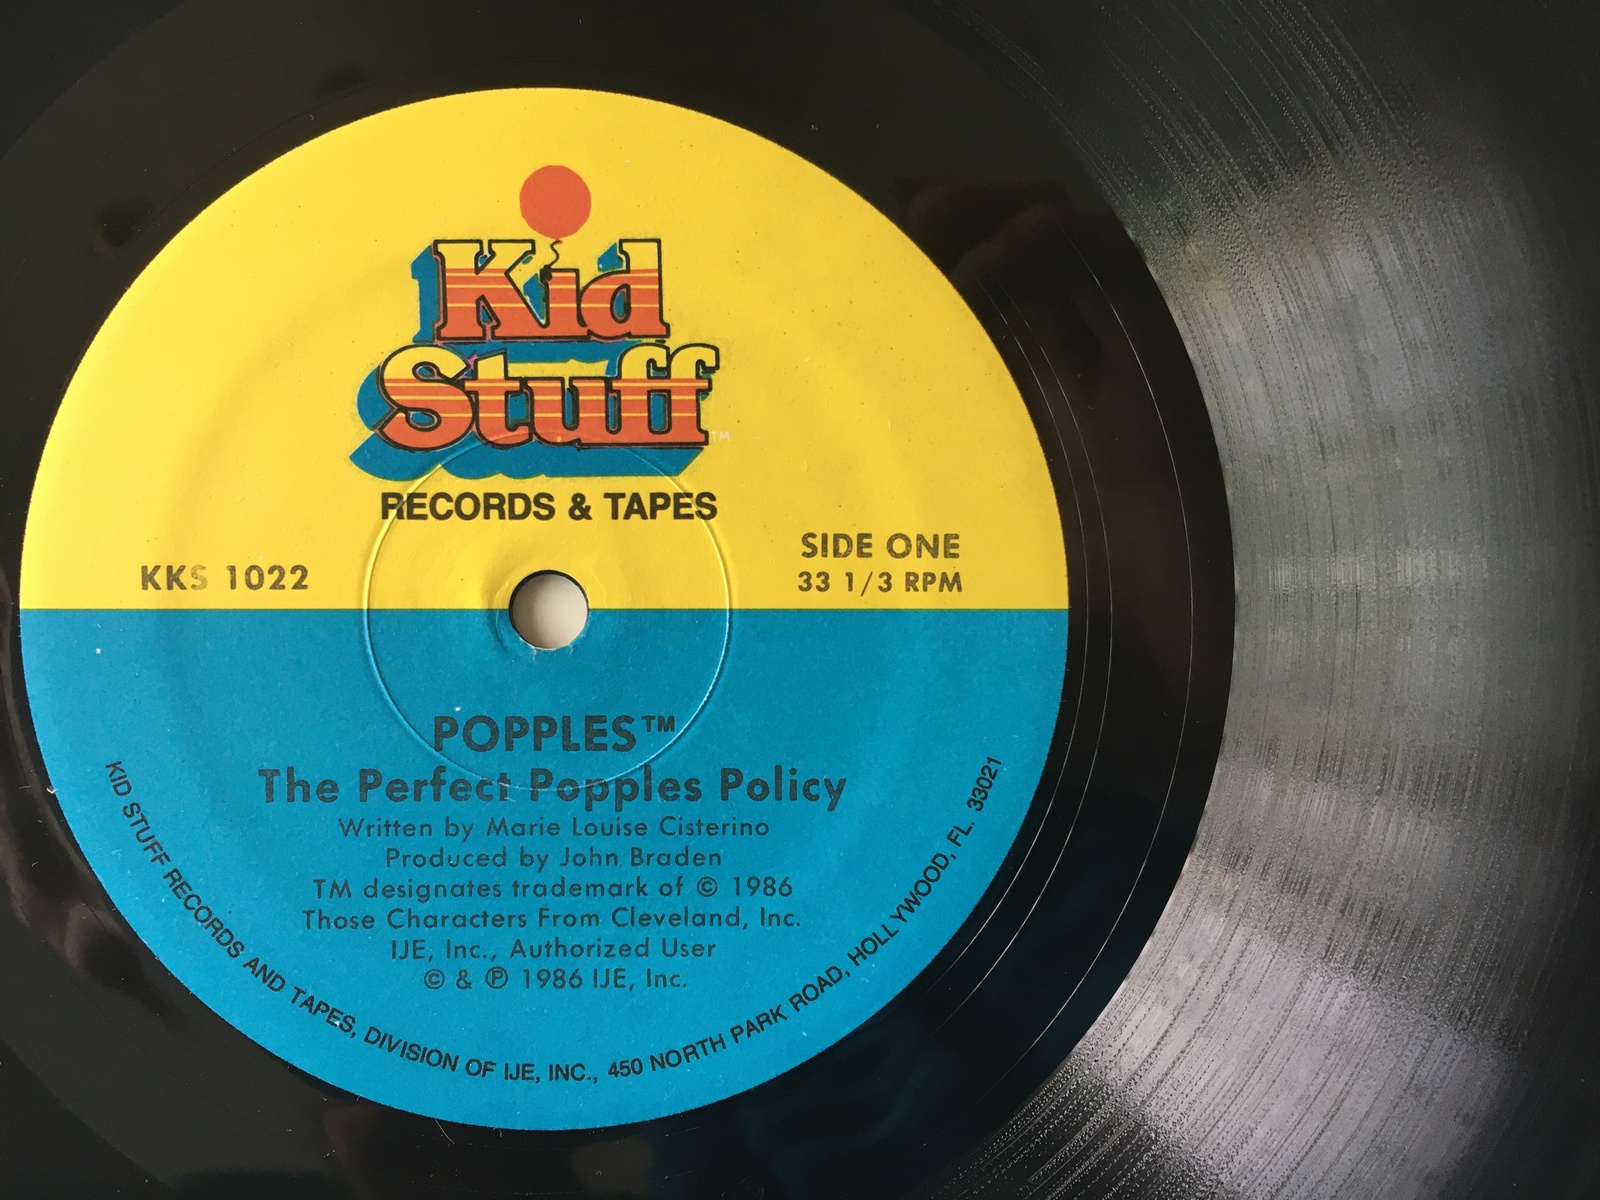 Kid
Stuff™
RECORDS & TAPES
KKS 1022
SIDE ONE
33 1/3 RPM
POPPLES™
The Perfect Popples Policy
Written by Marie Louise Cisterino
Produced by John Braden
TM designates trademark of © 1986
Those Characters From Cleveland, Inc.
IJE, Inc., Authorized User
© & ℗ 1986 IJE, Inc.
KID STUFF RECORDS AND TAPES, DIVISION OF IJE, INC., 450 NORTH PARK ROAD, HOLLYWOOD, FL. 33021